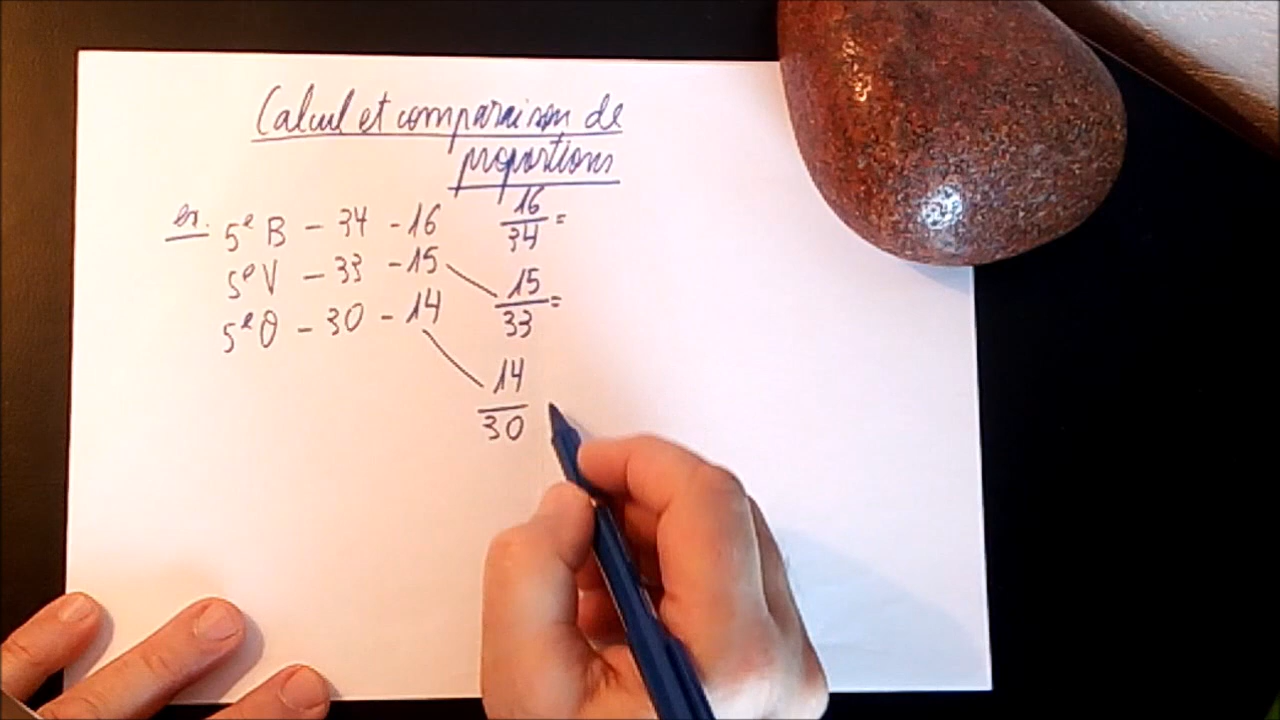 Calcul et comparaison de
proportions
ex. 5e B - 34 - 16
5e V - 33 - 15
5e O - 30 - 14
16
34 =
15
33 =
14
30